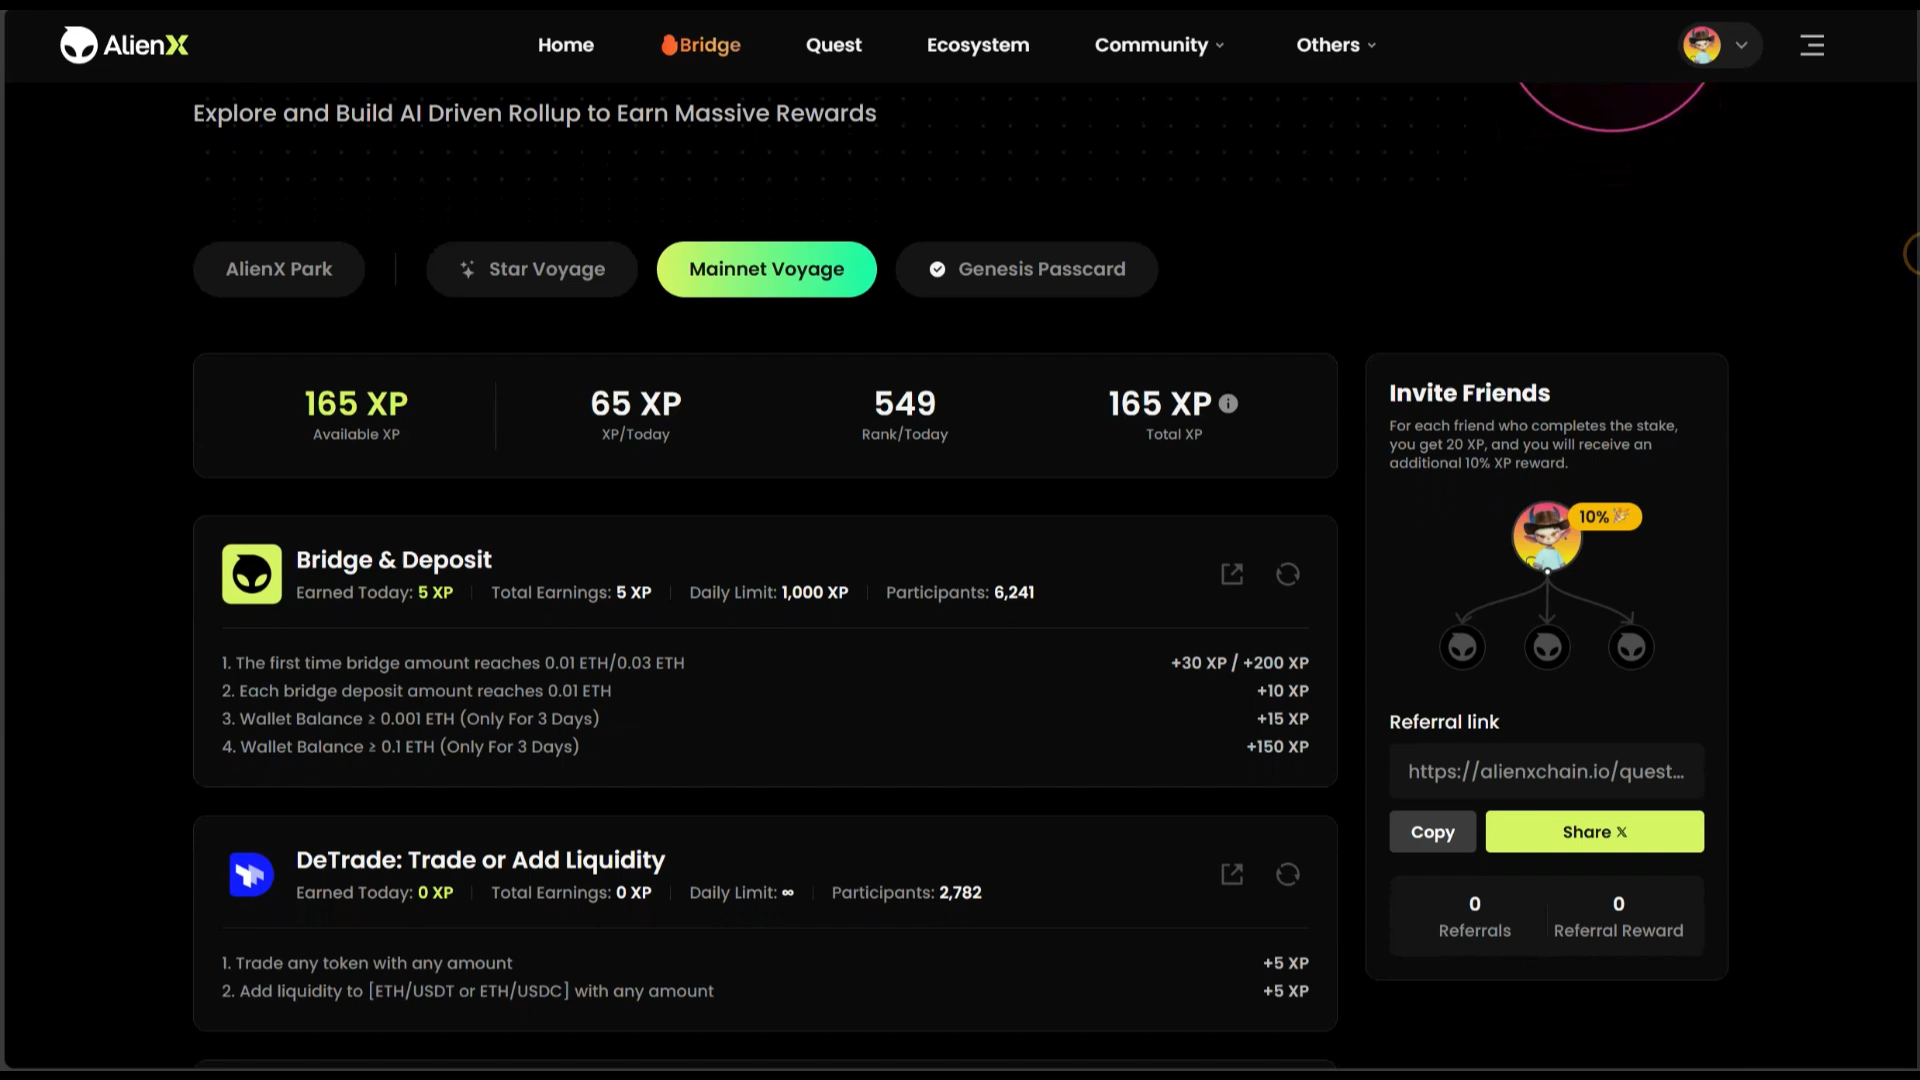 AlienX
Home
Bridge
Quest
Ecosystem
Community
Others
Explore and Build AI Driven Rollup to Earn Massive Rewards
AlienX Park
Star Voyage
Mainnet Voyage
Genesis Passcard
165 XP
Available XP
65 XP
XP/Today
549
Rank/Today
165 XP
Total XP
Bridge & Deposit
Earned Today: 5 XP
Total Earnings: 5 XP
Daily Limit: 1,000 XP
Participants: 6,241
1. The first time bridge amount reaches 0.01 ETH/0.03 ETH
+30 XP / +200 XP
2. Each bridge deposit amount reaches 0.01 ETH
+10 XP
3. Wallet Balance ≥ 0.001 ETH (Only For 3 Days)
+15 XP
4. Wallet Balance ≥ 0.1 ETH (Only For 3 Days)
+150 XP
DeTrade: Trade or Add Liquidity
Earned Today: 0 XP
Total Earnings: 0 XP
Daily Limit: ∞
Participants: 2,782
1. Trade any token with any amount
+5 XP
2. Add liquidity to [ETH/USDT or ETH/USDC] with any amount
+5 XP
Invite Friends
For each friend who completes the stake,
you get 20 XP, and you will receive an
additional 10% XP reward.
10%
Referral link
https://alienxchain.io/quest...
Copy
Share X
0
Referrals
0
Referral Reward